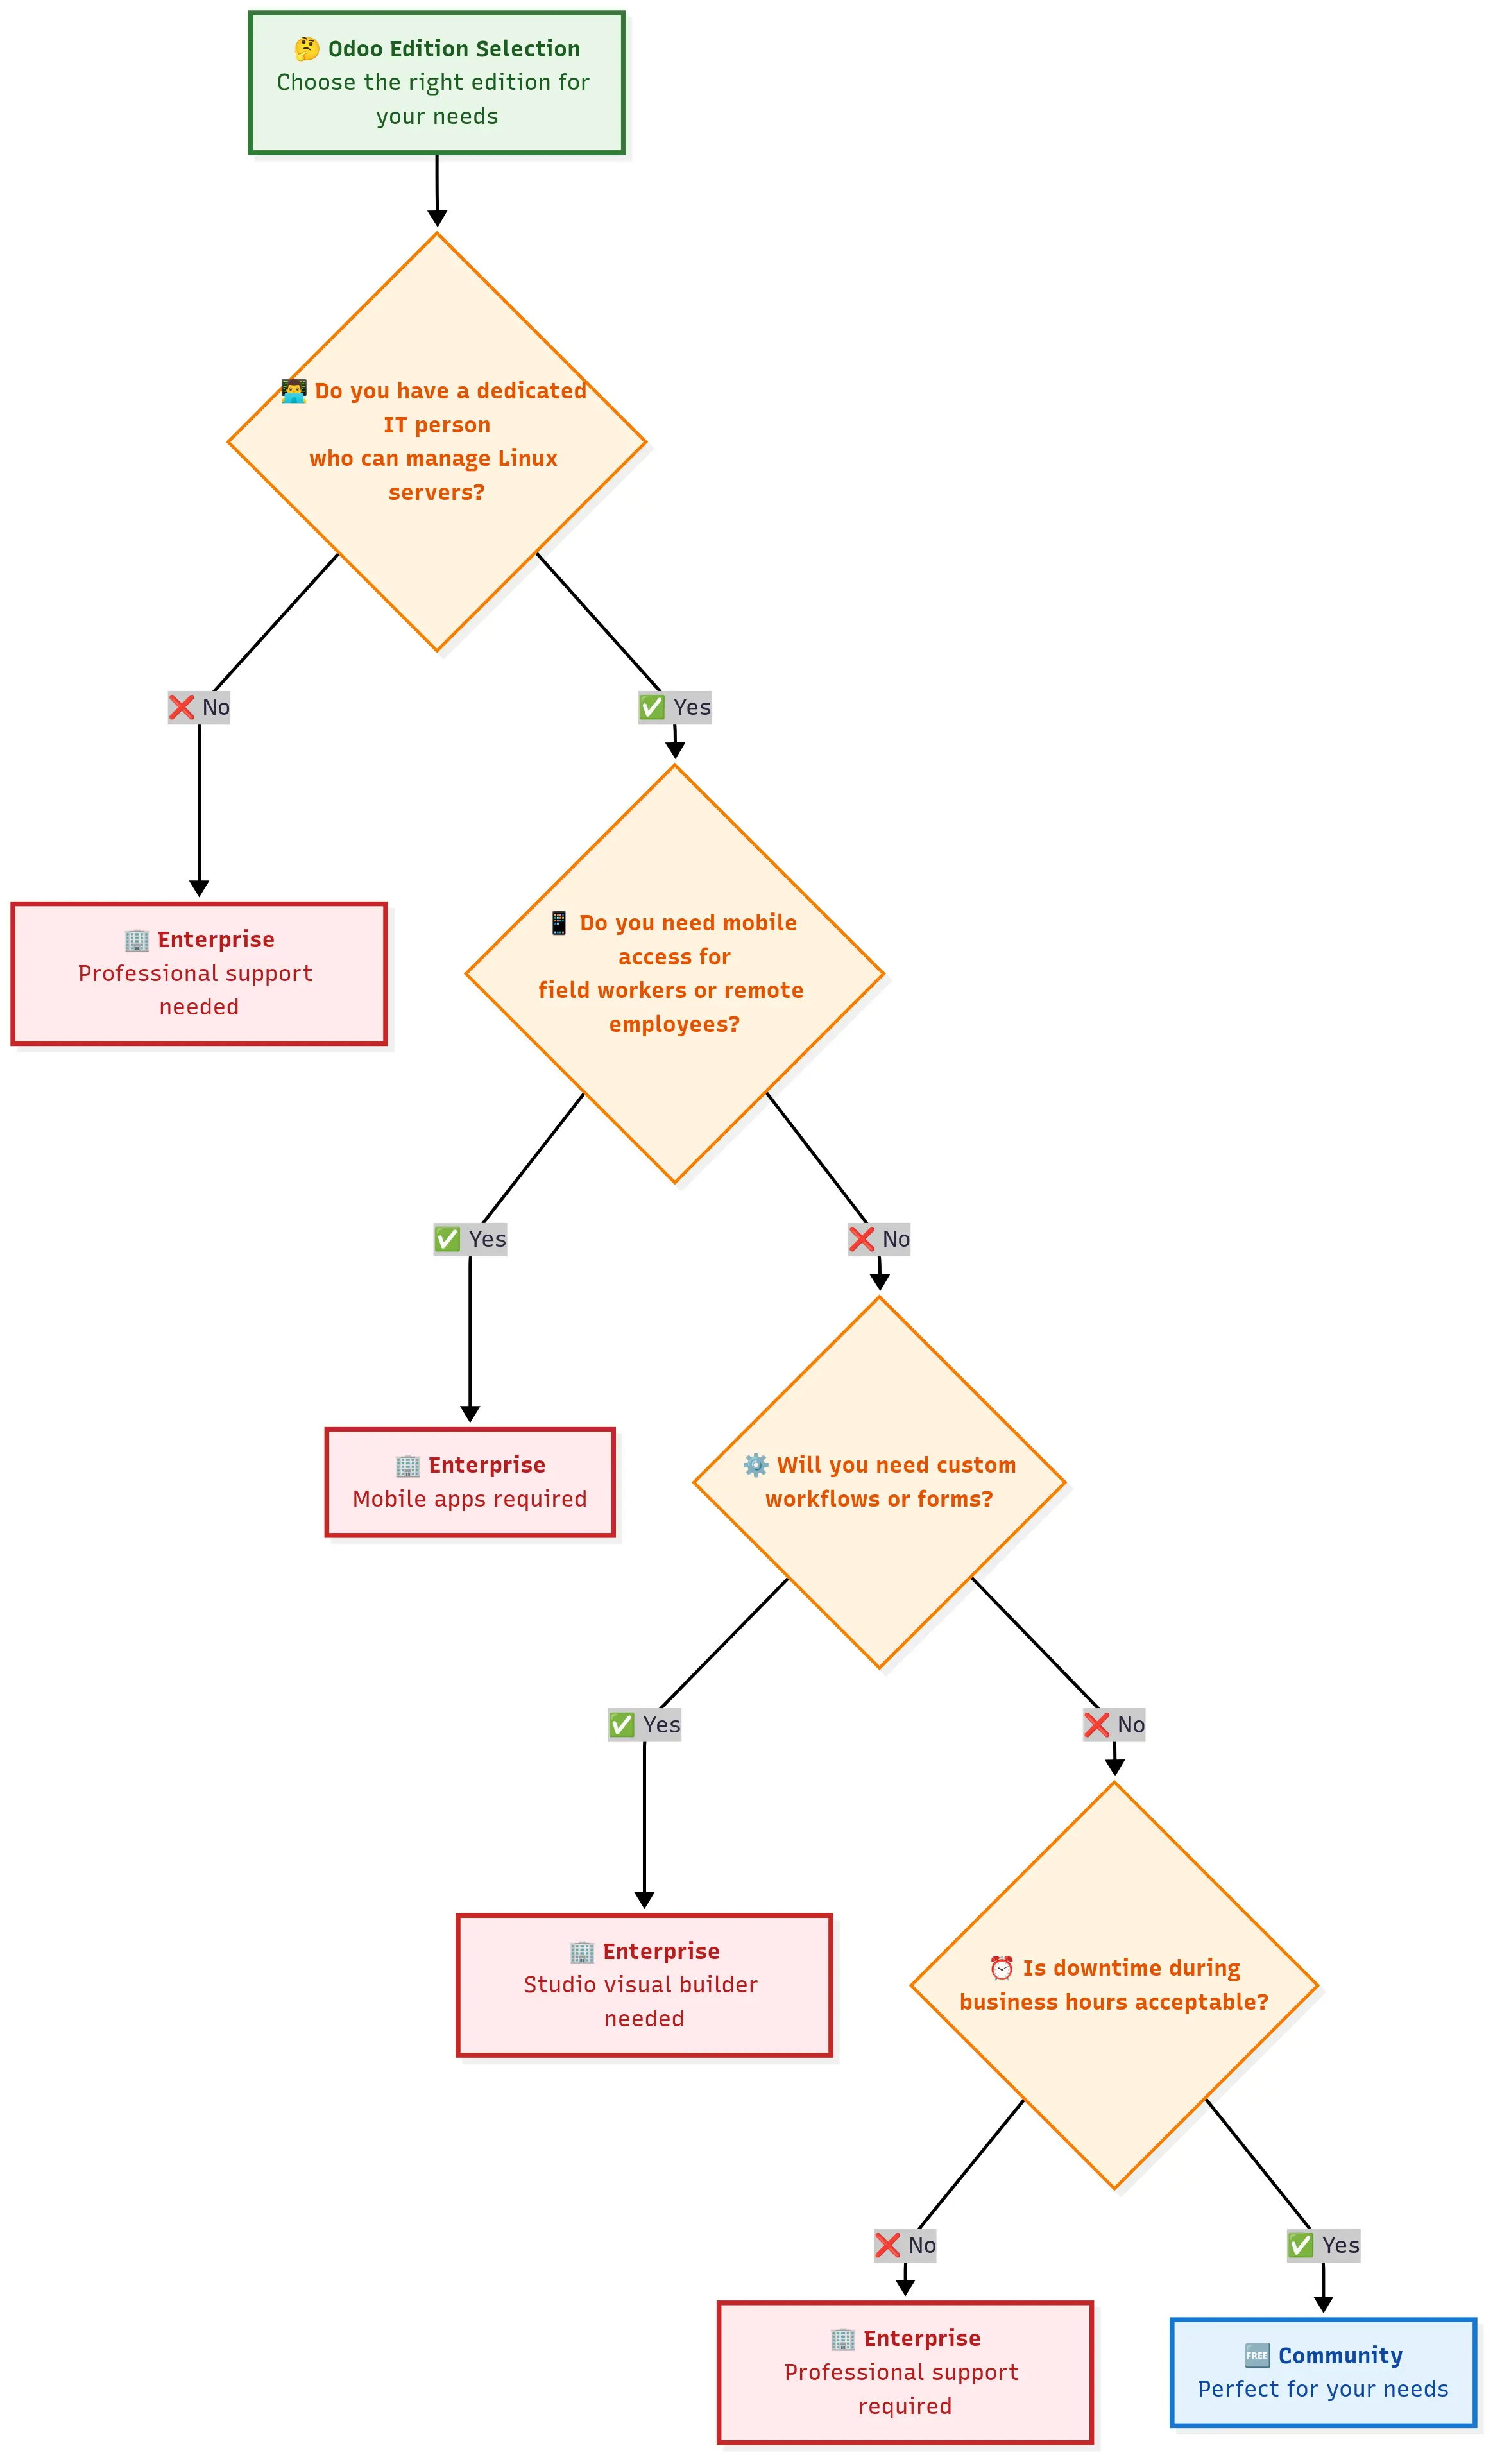 🤔 Odoo Edition Selection
Choose the right edition for
your needs
👨‍💻 Do you have a dedicated
IT person
who can manage Linux
servers?
❌ No
✅ Yes
🏢 Enterprise
Professional support
needed
📱 Do you need mobile
access for
field workers or remote
employees?
✅ Yes
❌ No
🏢 Enterprise
Mobile apps required
⚙️ Will you need custom
workflows or forms?
✅ Yes
❌ No
🏢 Enterprise
Studio visual builder
needed
⏰ Is downtime during
business hours acceptable?
❌ No
✅ Yes
🏢 Enterprise
Professional support
required
🆓 Community
Perfect for your needs